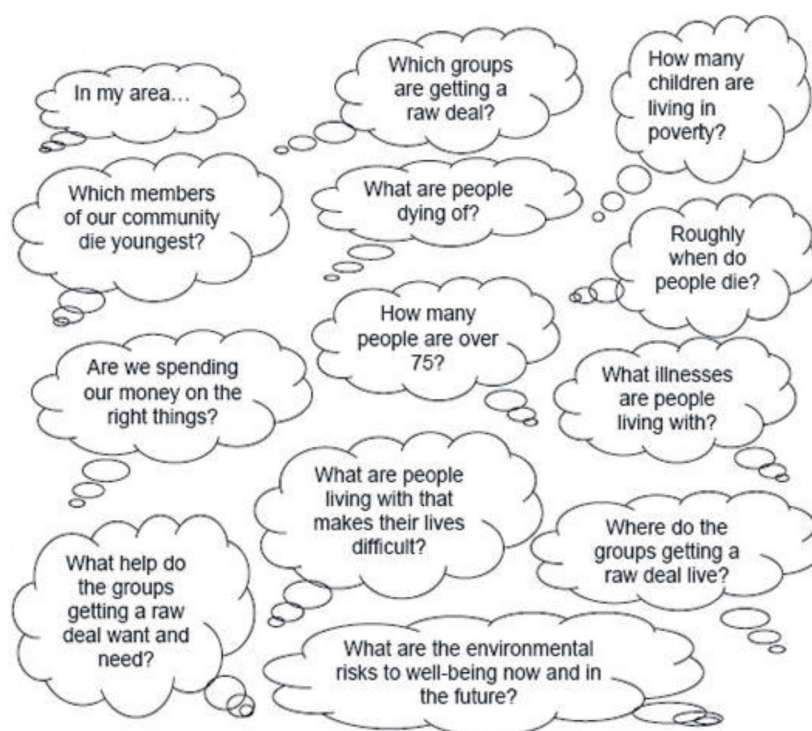 In my area…
Which groups
are getting a
raw deal?
How many
children are
living in
poverty?
Which members
of our community
die youngest?
What are people
dying of?
Roughly
when do
people die?
How many
people are over
75?
Are we spending
our money on the
right things?
What illnesses
are people
living with?
What are people
living with that
makes their lives
difficult?
Where do the
groups getting a
raw deal live?
What help do
the groups
getting a raw
deal want and
need?
What are the environmental
risks to well-being now and in
the future?